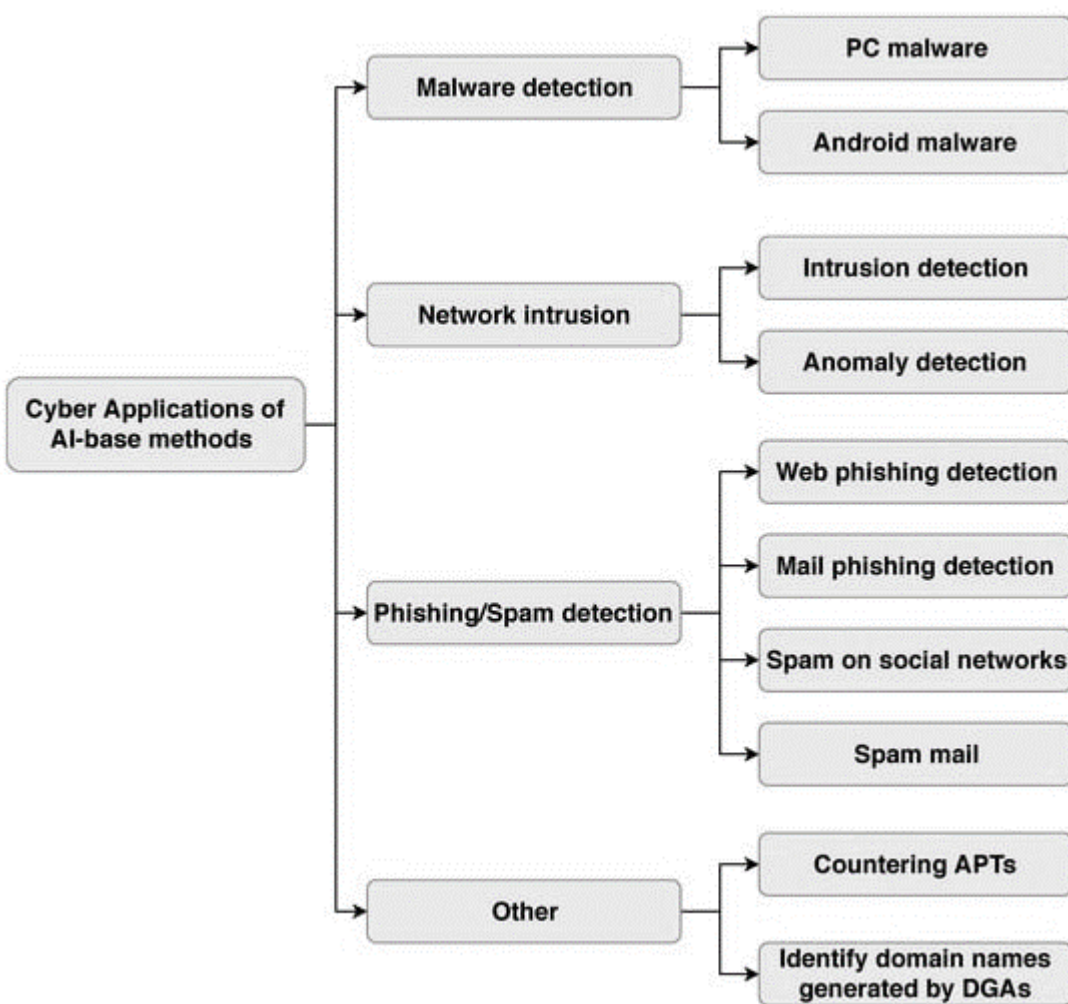 PC malware
Malware detection
Android malware
Intrusion detection
Network intrusion
Anomaly detection
Cyber Applications of
AI-base methods
Web phishing detection
Mail phishing detection
Phishing/Spam detection
Spam on social networks
Spam mail
Countering APTs
Other
Identify domain names
generated by DGAs